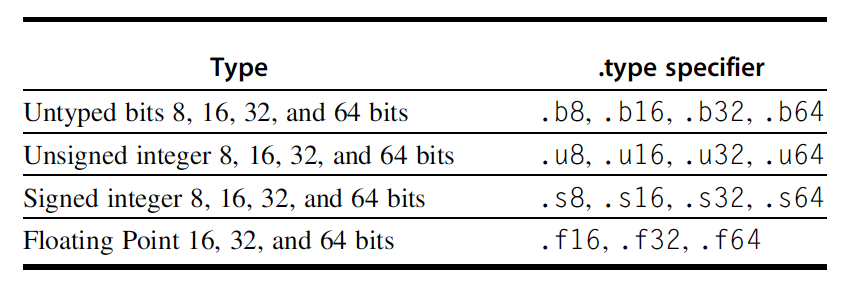 Type .type specifier
Untyped bits 8, 16, 32, and 64 bits .b8, .b16, .b32, .b64
Unsigned integer 8, 16, 32, and 64 bits .u8, .u16, .u32, .u64
Signed integer 8, 16, 32, and 64 bits .s8, .s16, .s32, .s64
Floating Point 16, 32, and 64 bits .f16, .f32, .f64